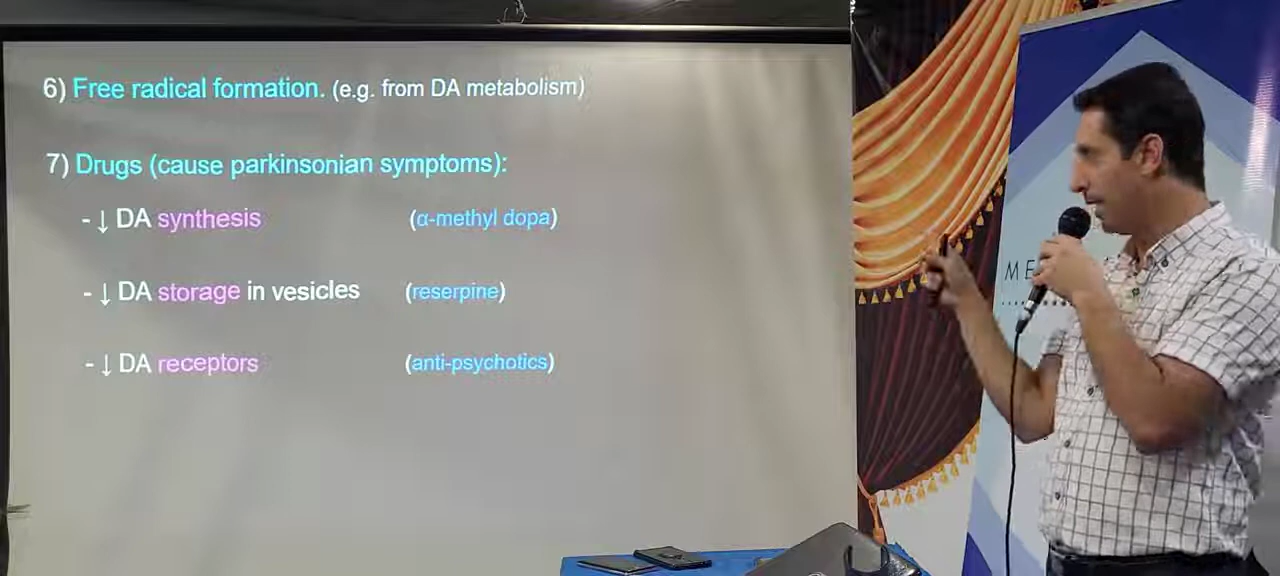 6) Free radical formation. (e.g. from DA metabolism)
7) Drugs (cause parkinsonian symptoms):
- ↓ DA synthesis (α-methyl dopa)
- ↓ DA storage in vesicles (reserpine)
- ↓ DA receptors (anti-psychotics)
ME